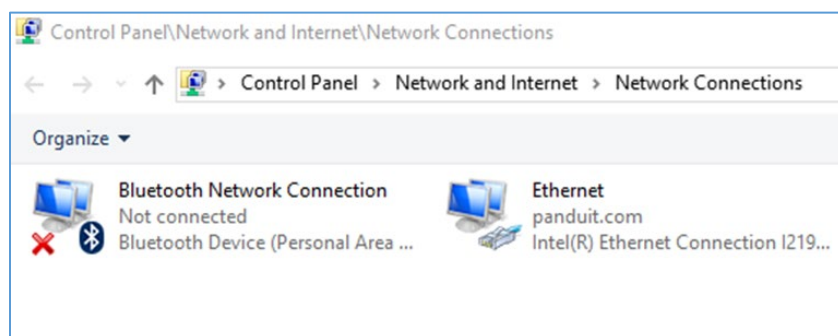 Control Panel\Network and Internet\Network Connections
Control Panel > Network and Internet > Network Connections
Organize
Bluetooth Network Connection
Not connected
Bluetooth Device (Personal Area ...
Ethernet
panduit.com
Intel(R) Ethernet Connection I219...